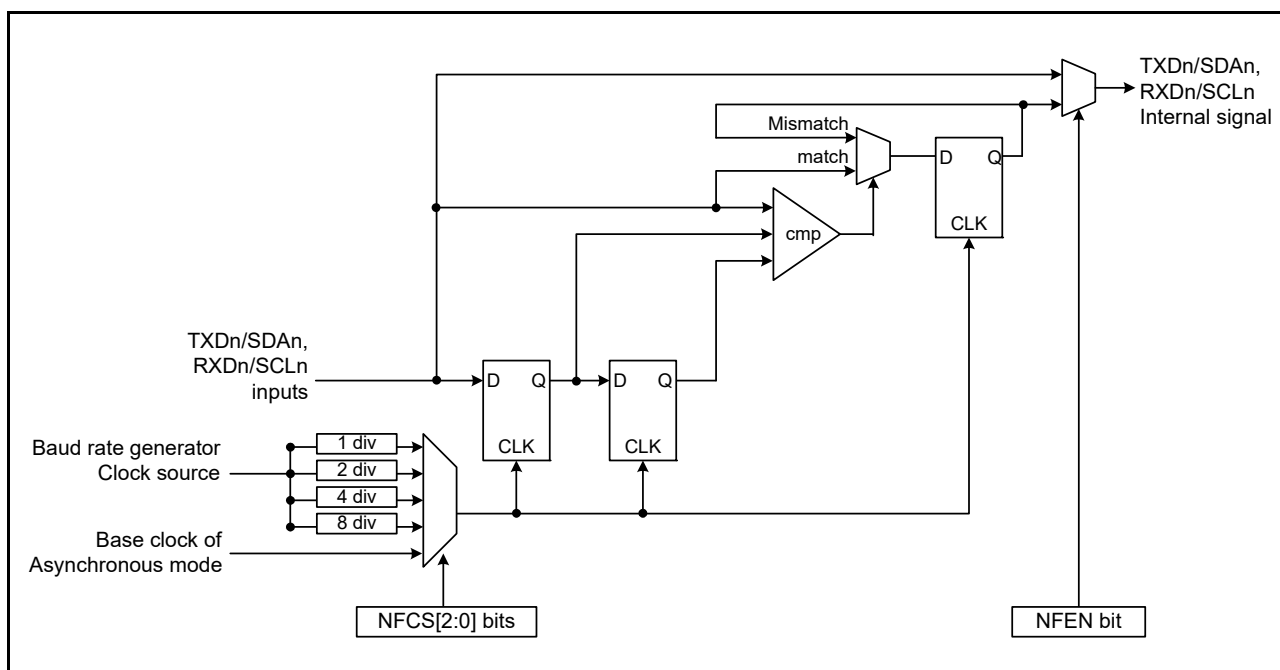 TXDn/SDAn,
RXDn/SCLn
Internal signal
Mismatch
match
D
Q
CLK
cmp
TXDn/SDAn,
RXDn/SCLn
inputs
D
Q
CLK
D
Q
CLK
Baud rate generator
Clock source
1 div
2 div
4 div
8 div
Base clock of
Asynchronous mode
NFCS[2:0] bits
NFEN bit